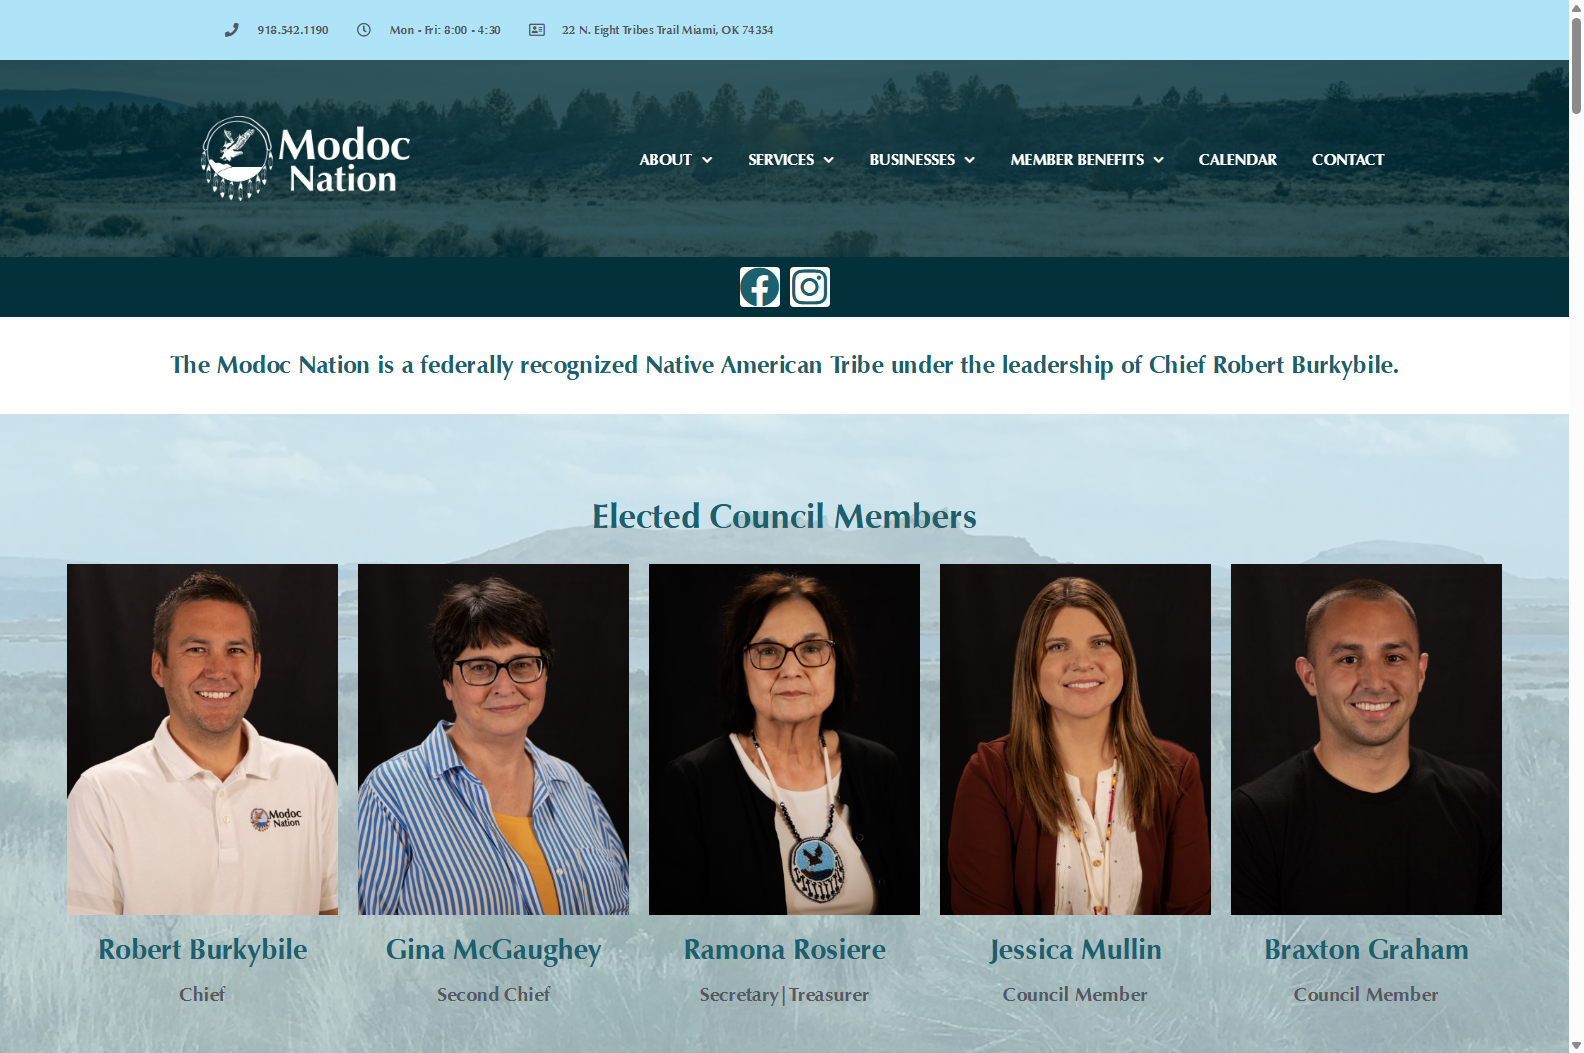 918.542.1190
Mon - Fri: 8:00 - 4:30
22 N. Eight Tribes Trail Miami, OK 74354
Modoc
Nation
ABOUT
SERVICES
BUSINESSES
MEMBER BENEFITS
CALENDAR
CONTACT
The Modoc Nation is a federally recognized Native American Tribe under the leadership of Chief Robert Burkybile.
Elected Council Members
Modoc
Nation
Robert Burkybile
Chief
Gina McGaughey
Second Chief
Ramona Rosiere
Secretary|Treasurer
Jessica Mullin
Council Member
Braxton Graham
Council Member